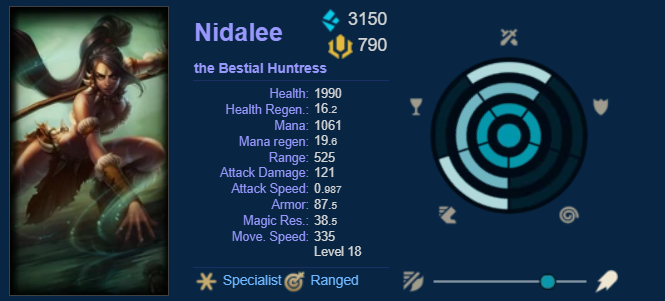 Nidalee
3150
790
the Bestial Huntress
Health: 1990
Health Regen.: 16.2
Mana: 1061
Mana regen: 19.6
Range: 525
Attack Damage: 121
Attack Speed: 0.987
Armor: 87.5
Magic Res.: 38.5
Move. Speed: 335
Level 18
Specialist Ranged